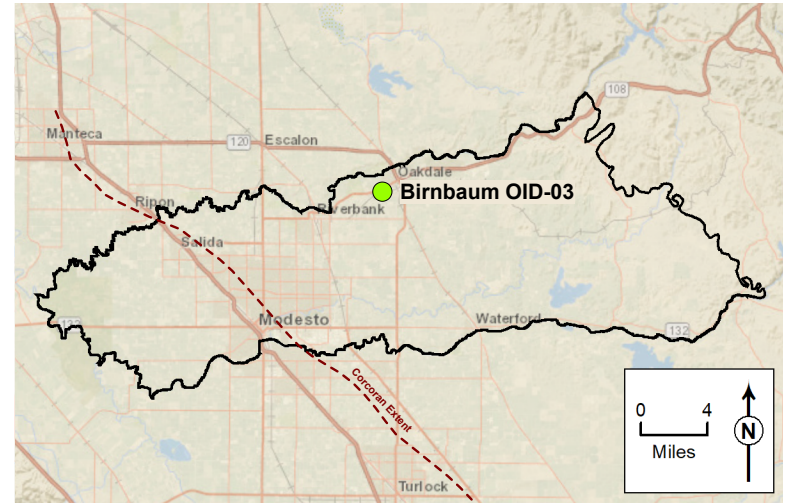 108
Manteca
120
Escalon
Oakdale
Birnbaum OID-03
Ripon
Riverbank
Salida
132
Modesto
Waterford
132
Corcoran Extent
Turlock
0 4
Miles
N